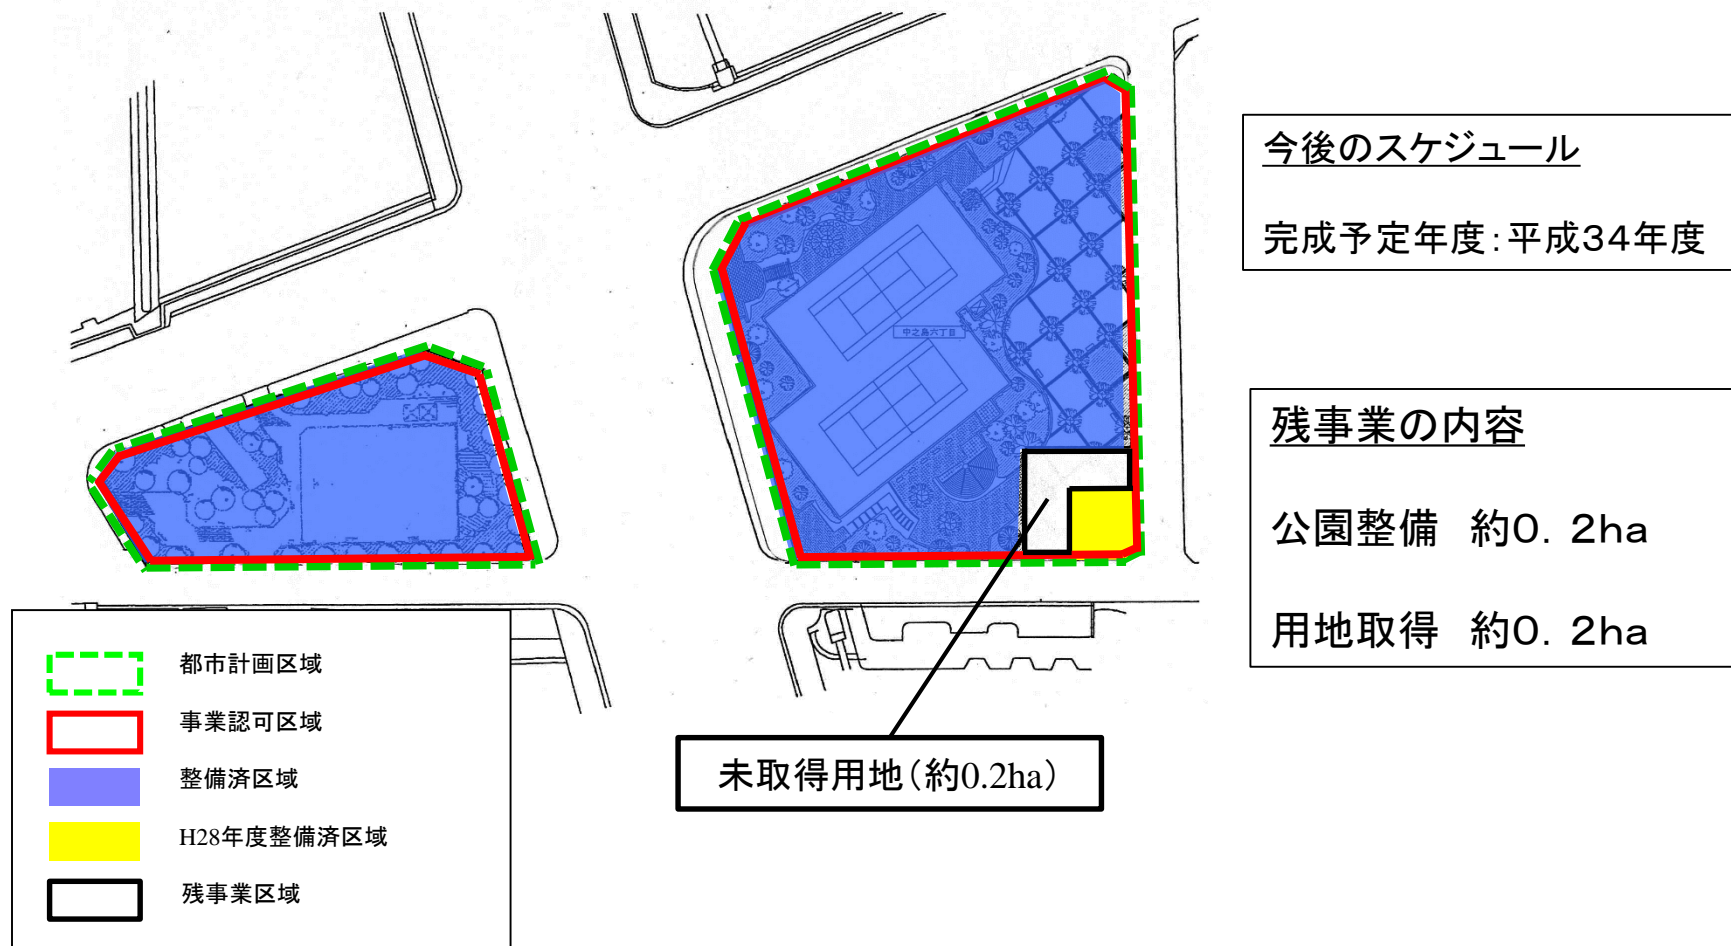 今後のスケジュール
完成予定年度：平成３４年度
中之島六丁目
残事業の内容
公園整備　約０．２ha
用地取得　約０．２ha
都市計画区域
事業認可区域
整備済区域
H28年度整備済区域
残事業区域
未取得用地（約0.2ha）